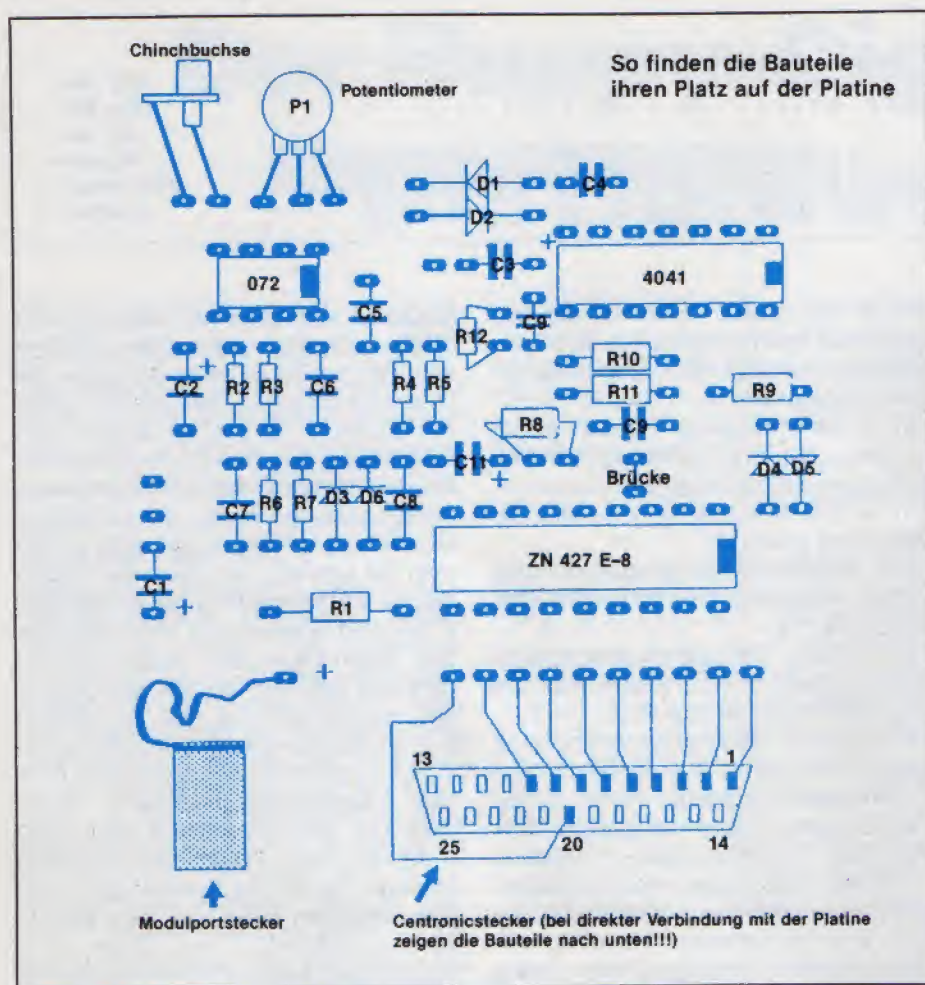 Chinchbuchse
So finden die Bauteile
ihren Platz auf der Platine
Potentiometer
P1
D1
C4
D2
+
072
C3
4041
C5
C9
R12
+
C2
R2
R3
C6
R4
R5
R10
R11
R9
R8
C9
C11
+
Brücke
D4
D5
C7
R6
R7
D3
D6
C8
ZN 427 E-8
C1
+
R1
+
13
1
25
20
14
Modulportstecker
Centronicstecker (bei direkter Verbindung mit der Platine
zeigen die Bauteile nach unten!!!)